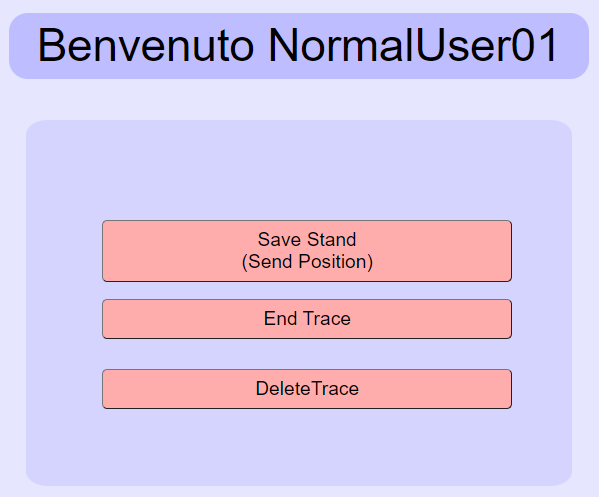 Benvenuto NormalUser01
Save Stand
(Send Position)
End Trace
DeleteTrace